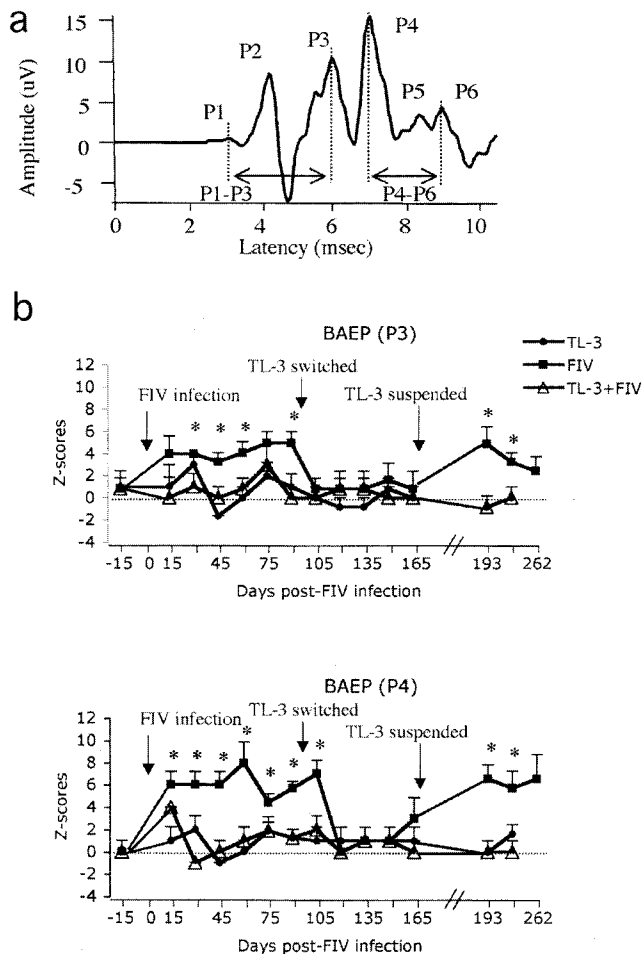 a
Amplitude (uV)
15
10
5
0
-5
P1
P2
P3
P4
P5
P6
P1-P3
P4-P6
0
2
4
6
8
10
Latency (msec)
b
BAEP (P3)
TL-3
FIV
TL-3+FIV
FIV infection
TL-3 switched
TL-3 suspended
Z-scores
12
10
8
6
4
2
0
-2
-4
* * * *
* *
-15 0 15 45 75 105 135 165 193 262
Days post-FIV infection
BAEP (P4)
FIV infection
TL-3 switched
TL-3 suspended
Z-scores
12
10
8
6
4
2
0
-2
-4
* * * * * * *
* *
-15 0 15 45 75 105 135 165 193 262
Days post-FIV infection